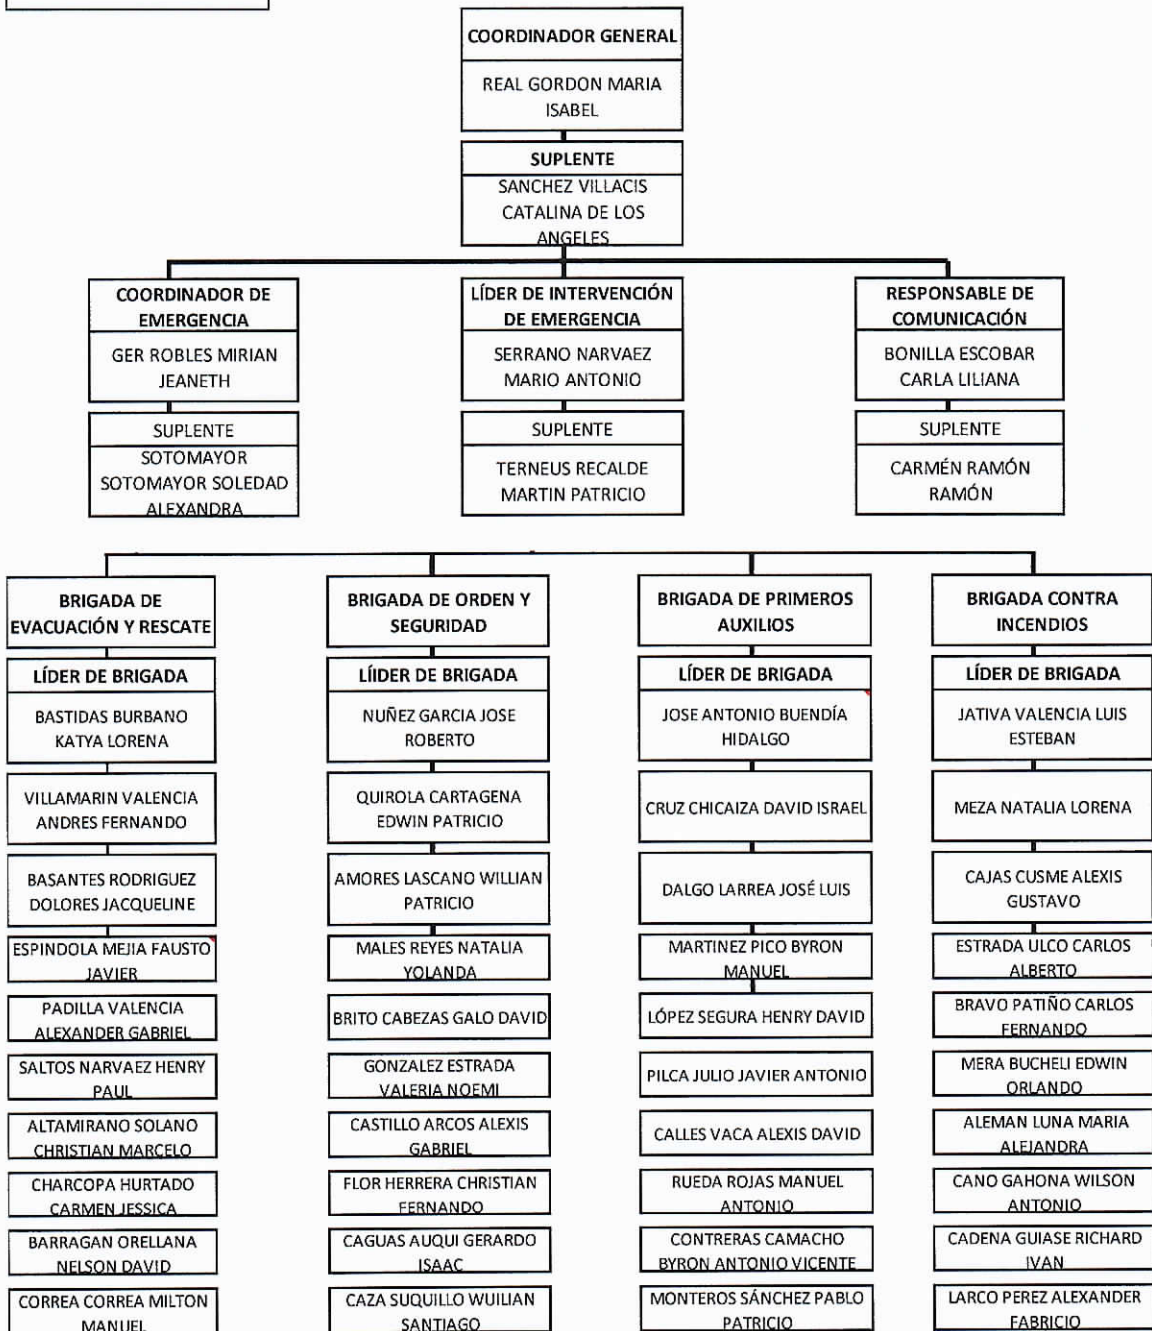 COORDINADOR GENERAL
REAL GORDON MARIA
ISABEL
SUPLENTE
SANCHEZ VILLACIS
CATALINA DE LOS
ANGELES
COORDINADOR DE
EMERGENCIA
GER ROBLES MIRIAN
JEANETH
SUPLENTE
SOTOMAYOR
SOTOMAYOR SOLEDAD
ALEXANDRA
LÍDER DE INTERVENCIÓN
DE EMERGENCIA
SERRANO NARVAEZ
MARIO ANTONIO
SUPLENTE
TERNEUS RECALDE
MARTIN PATRICIO
RESPONSABLE DE
COMUNICACIÓN
BONILLA ESCOBAR
CARLA LILIANA
SUPLENTE
CARMÉN RAMÓN
RAMÓN
BRIGADA DE
EVACUACIÓN Y RESCATE
LÍDER DE BRIGADA
BASTIDAS BURBANO
KATYA LORENA
VILLAMARIN VALENCIA
ANDRES FERNANDO
BASANTES RODRIGUEZ
DOLORES JACQUELINE
ESPINDOLA MEJIA FAUSTO
JAVIER
PADILLA VALENCIA
ALEXANDER GABRIEL
SALTOS NARVAEZ HENRY
PAUL
ALTAMIRANO SOLANO
CHRISTIAN MARCELO
CHARCOPA HURTADO
CARMEN JESSICA
BARRAGAN ORELLANA
NELSON DAVID
CORREA CORREA MILTON
MANUEL
BRIGADA DE ORDEN Y
SEGURIDAD
LÍIDER DE BRIGADA
NUÑEZ GARCIA JOSE
ROBERTO
QUIROLA CARTAGENA
EDWIN PATRICIO
AMORES LASCANO WILLIAN
PATRICIO
MALES REYES NATALIA
YOLANDA
BRITO CABEZAS GALO DAVID
GONZALEZ ESTRADA
VALERIA NOEMI
CASTILLO ARCOS ALEXIS
GABRIEL
FLOR HERRERA CHRISTIAN
FERNANDO
CAGUAS AUQUI GERARDO
ISAAC
CAZA SUQUILLO WUILIAN
SANTIAGO
BRIGADA DE PRIMEROS
AUXILIOS
LÍDER DE BRIGADA
JOSE ANTONIO BUENDÍA
HIDALGO
CRUZ CHICAIZA DAVID ISRAEL
DALGO LARREA JOSÉ LUIS
MARTINEZ PICO BYRON
MANUEL
LÓPEZ SEGURA HENRY DAVID
PILCA JULIO JAVIER ANTONIO
CALLES VACA ALEXIS DAVID
RUEDA ROJAS MANUEL
ANTONIO
CONTRERAS CAMACHO
BYRON ANTONIO VICENTE
MONTEROS SÁNCHEZ PABLO
PATRICIO
BRIGADA CONTRA
INCENDIOS
LÍDER DE BRIGADA
JATIVA VALENCIA LUIS
ESTEBAN
MEZA NATALIA LORENA
CAJAS CUSME ALEXIS
GUSTAVO
ESTRADA ULCO CARLOS
ALBERTO
BRAVO PATIÑO CARLOS
FERNANDO
MERA BUCHELI EDWIN
ORLANDO
ALEMAN LUNA MARIA
ALEJANDRA
CANO GAHONA WILSON
ANTONIO
CADENA GUIASE RICHARD
IVAN
LARCO PEREZ ALEXANDER
FABRICIO